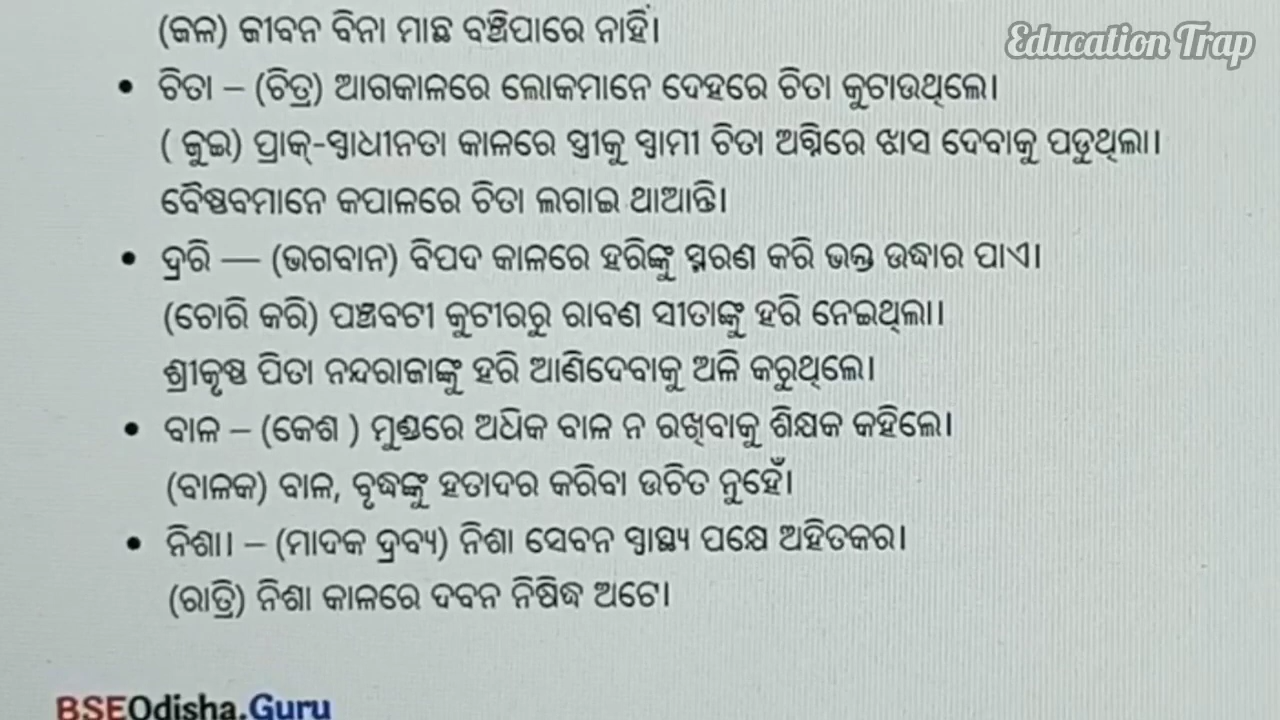 (ଜଳ) ଜୀବନ ବିନା ମାଛ ବଞ୍ଚିପାରେ ନାହିଁ।
Education Trap
• ଚିତା – (ଚିତ୍ର) ଆଗକାଳରେ ଲୋକମାନେ ଦେହରେ ଚିତା କୁଟାଉଥିଲେ।
( ଜୁଇ) ପ୍ରାକ୍-ସ୍ଵାଧୀନତା କାଳରେ ସ୍ତ୍ରୀକୁ ସ୍ଵାମୀ ଚିତା ଅଗ୍ନିରେ ଝାସ ଦେବାକୁ ପଡୁଥିଲା।
ବୈଷ୍ଣବମାନେ କପାଳରେ ଚିତା ଲଗାଇ ଥାଆନ୍ତି।
• ଦ୍ରରି — (ଭଗବାନ) ବିପଦ କାଳରେ ହରିଙ୍କୁ ସ୍ମରଣ କରି ଭକ୍ତ ଉଦ୍ଧାର ପାଏ।
(ଚୋରି କରି) ପଞ୍ଚବଟୀ କୁଟୀରରୁ ରାବଣ ସୀତାଙ୍କୁ ହରି ନେଇଥିଲା।
ଶ୍ରୀକୃଷ୍ଣ ପିତା ନନ୍ଦରାଜାଙ୍କୁ ହରି ଆଣିଦେବାକୁ ଅଳି କରୁଥିଲେ।
• ବାଳ – (କେଶ ) ମୁଣ୍ଡରେ ଅଧିକ ବାଳ ନ ରଖିବାକୁ ଶିକ୍ଷକ କହିଲେ।
(ବାଳକ) ବାଳ, ବୃଦ୍ଧଙ୍କୁ ହତାଦର କରିବା ଉଚିତ ନୁହେଁ।
• ନିଶା। – (ମାଦକ ଦ୍ରବ୍ୟ) ନିଶା ସେବନ ସ୍ଵାସ୍ଥ୍ୟ ପକ୍ଷେ ଅହିତକର।
(ରାତ୍ରି) ନିଶା କାଳରେ ଦବନ ନିଷିଦ୍ଧ ଅଟେ।
BSEOdisha.Guru